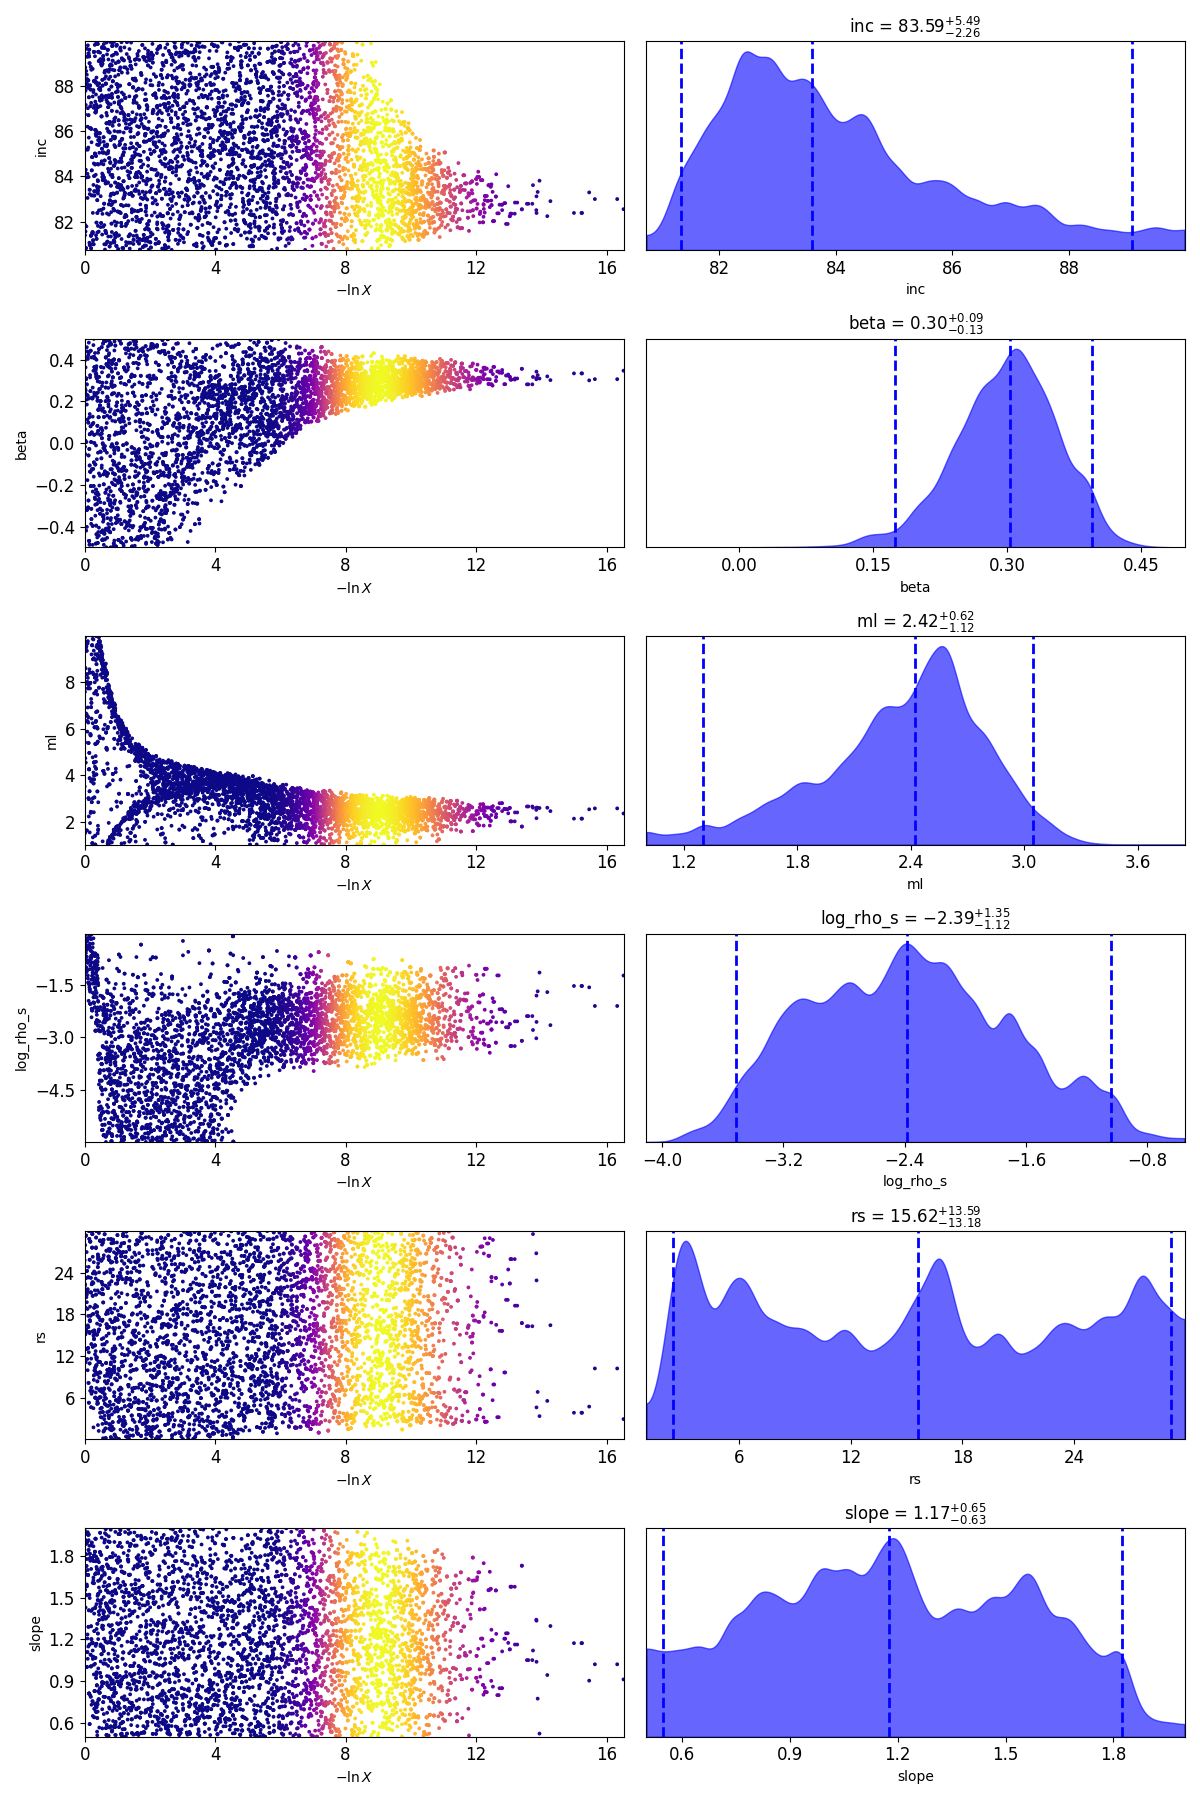 inc = 83.59$^{+5.49}_{-2.26}$
88
86
84
82
inc
0 4 8 12 16
82 84 86 88
−ln X
inc
beta = 0.30$^{+0.09}_{-0.13}$
0.4
0.2
0.0
−0.2
−0.4
beta
0 4 8 12 16
0.00 0.15 0.30 0.45
−ln X
beta
ml = 2.42$^{+0.62}_{-1.12}$
8
6
4
2
ml
0 4 8 12 16
1.2 1.8 2.4 3.0 3.6
−ln X
ml
log_rho_s = −2.39$^{+1.35}_{-1.12}$
−1.5
−3.0
−4.5
log_rho_s
0 4 8 12 16
−4.0 −3.2 −2.4 −1.6 −0.8
−ln X
log_rho_s
rs = 15.62$^{+13.59}_{-13.18}$
24
18
12
6
rs
0 4 8 12 16
6 12 18 24
−ln X
rs
slope = 1.17$^{+0.65}_{-0.63}$
1.8
1.5
1.2
0.9
0.6
slope
0 4 8 12 16
0.6 0.9 1.2 1.5 1.8
−ln X
slope